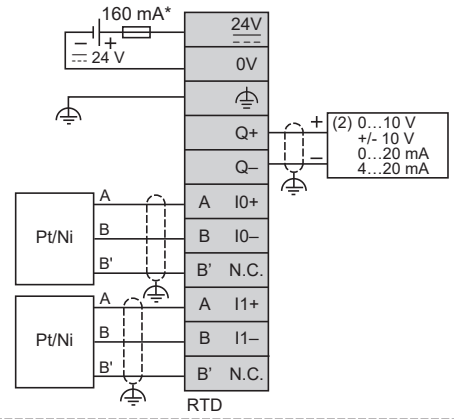 160 mA*
24V
– +
24 V
0V
Q+
+ (2) 0...10 V
+/- 10 V
Q–
– 0...20 mA
4...20 mA
A
A I0+
Pt/Ni
B
B I0–
B'
B' N.C.
A
A I1+
Pt/Ni
B
B I1–
B'
B' N.C.
RTD